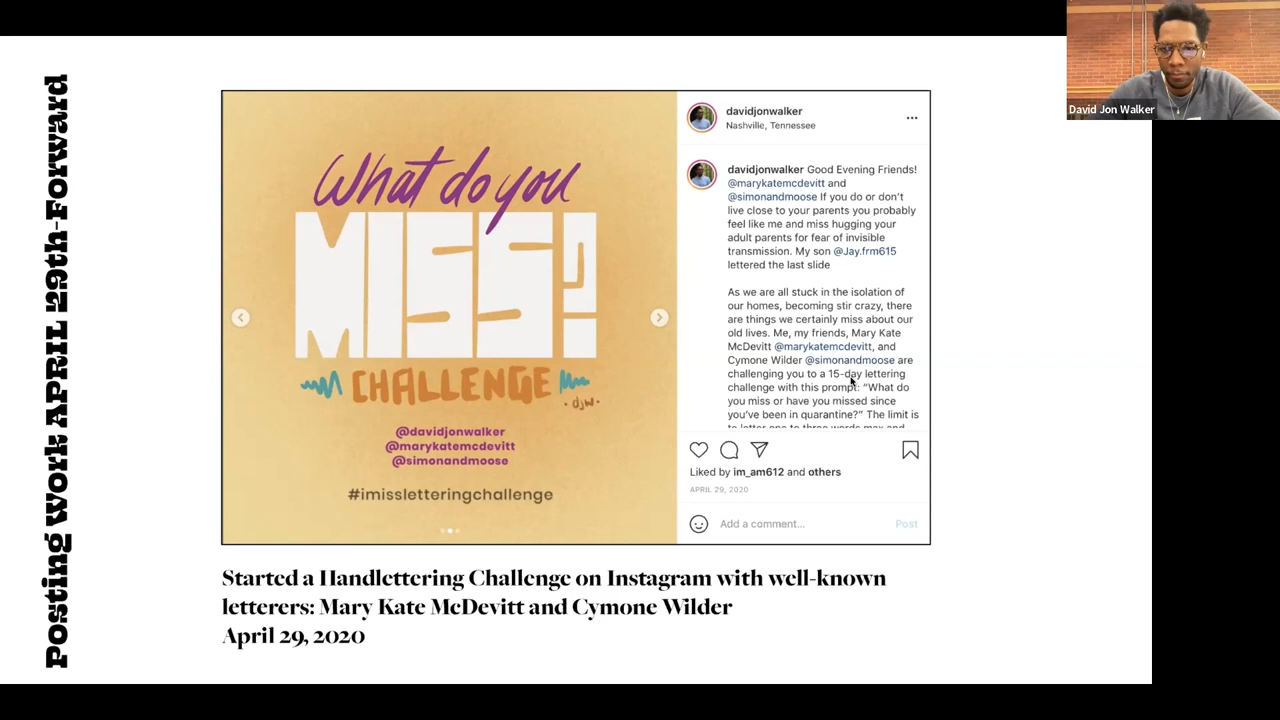 Posting Work APRIL 29th-Forward
What do you
MISS?
CHALLENGE
djw
@davidjonwalker
@marykatemcdevitt
@simonandmoose
#imissletteringchallenge
davidjonwalker
Nashville, Tennessee
davidjonwalker Good Evening Friends!
@marykatemcdevitt and
@simonandmoose If you do or don't
live close to your parents you probably
feel like me and miss hugging your
adult parents for fear of invisible
transmission. My son @Jay.frm615
lettered the last slide
As we are all stuck in the isolation of
our homes, becoming stir crazy, there
are things we certainly miss about our
old lives. Me, my friends, Mary Kate
McDevitt @marykatemcdevitt, and
Cymone Wilder @simonandmoose are
challenging you to a 15-day lettering
challenge with this prompt: “What do
you miss or have you missed since
you've been in quarantine?” The limit is
to letter one to three words max and
Liked by im_am612 and others
APRIL 29, 2020
Add a comment...
Post
Started a Handlettering Challenge on Instagram with well-known
letterers: Mary Kate McDevitt and Cymone Wilder
April 29, 2020
David Jon Walker